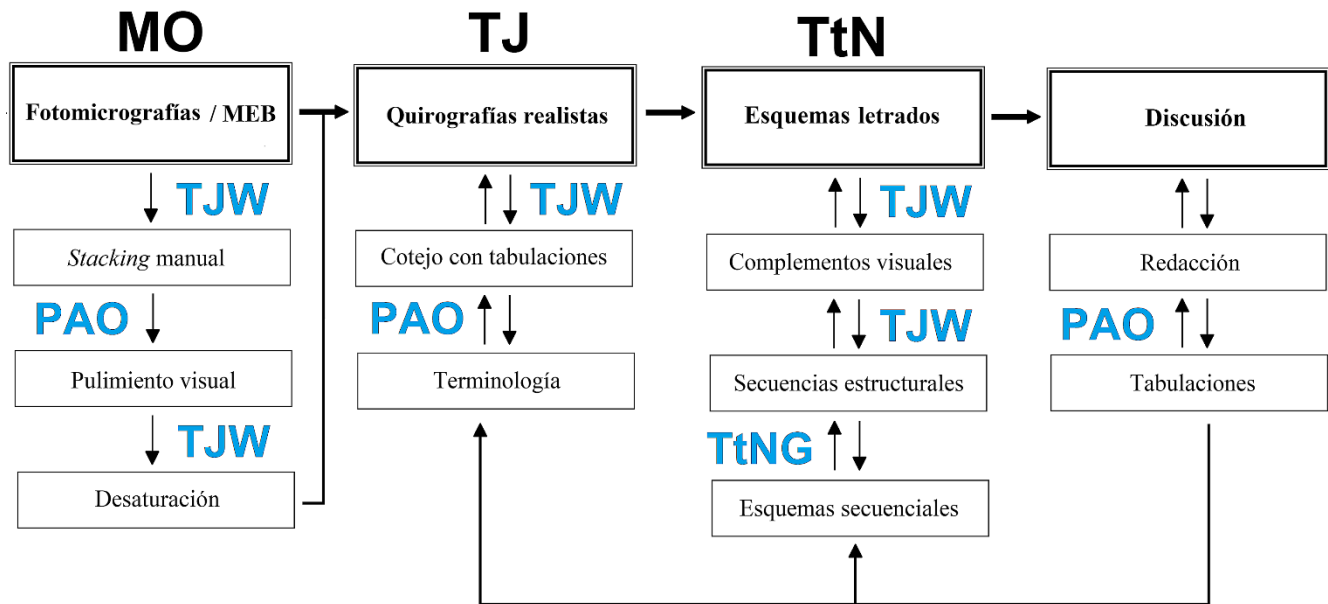 MO
TJ
TtN
Fotomicrografías / MEB
Quirografías realistas
Esquemas letrados
Discusión
TJW
TJW
TJW
Stacking manual
Cotejo con tabulaciones
Complementos visuales
Redacción
PAO
PAO
TJW
PAO
Pulimiento visual
Terminología
Secuencias estructurales
Tabulaciones
TJW
TtNG
Desaturación
Esquemas secuenciales